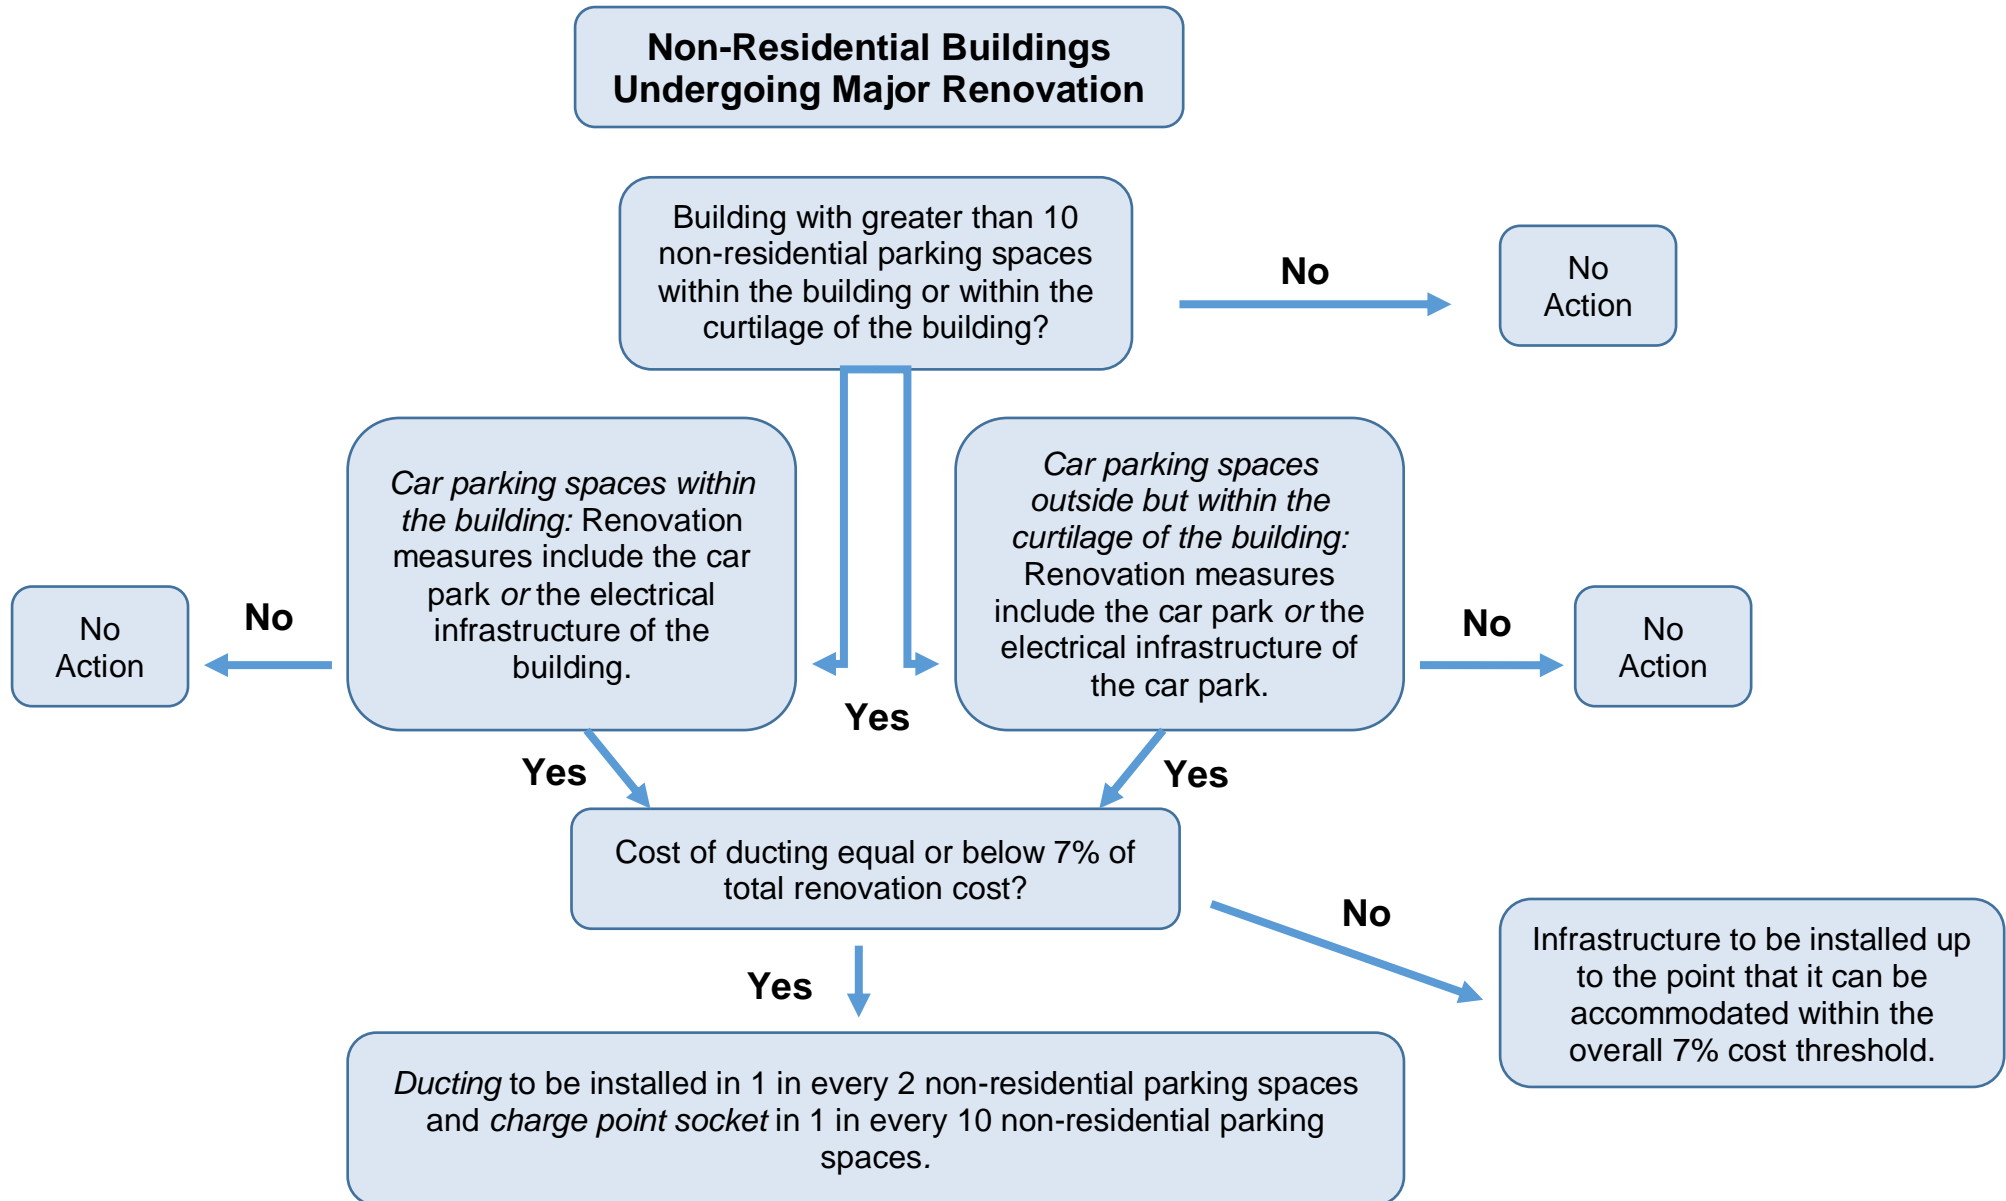 Non-Residential Buildings
Undergoing Major Renovation
Building with greater than 10
non-residential parking spaces
within the building or within the
curtilage of the building?
No
No
Action
Car parking spaces within
the building: Renovation
measures include the car
park or the electrical
infrastructure of the
building.
No
No
Action
Car parking spaces
outside but within the
curtilage of the building:
Renovation measures
include the car park or the
electrical infrastructure of
the car park.
No
No
Action
Yes
Yes
Yes
Cost of ducting equal or below 7% of
total renovation cost?
No
Infrastructure to be installed up
to the point that it can be
accommodated within the
overall 7% cost threshold.
Yes
Ducting to be installed in 1 in every 2 non-residential parking spaces
and charge point socket in 1 in every 10 non-residential parking
spaces.